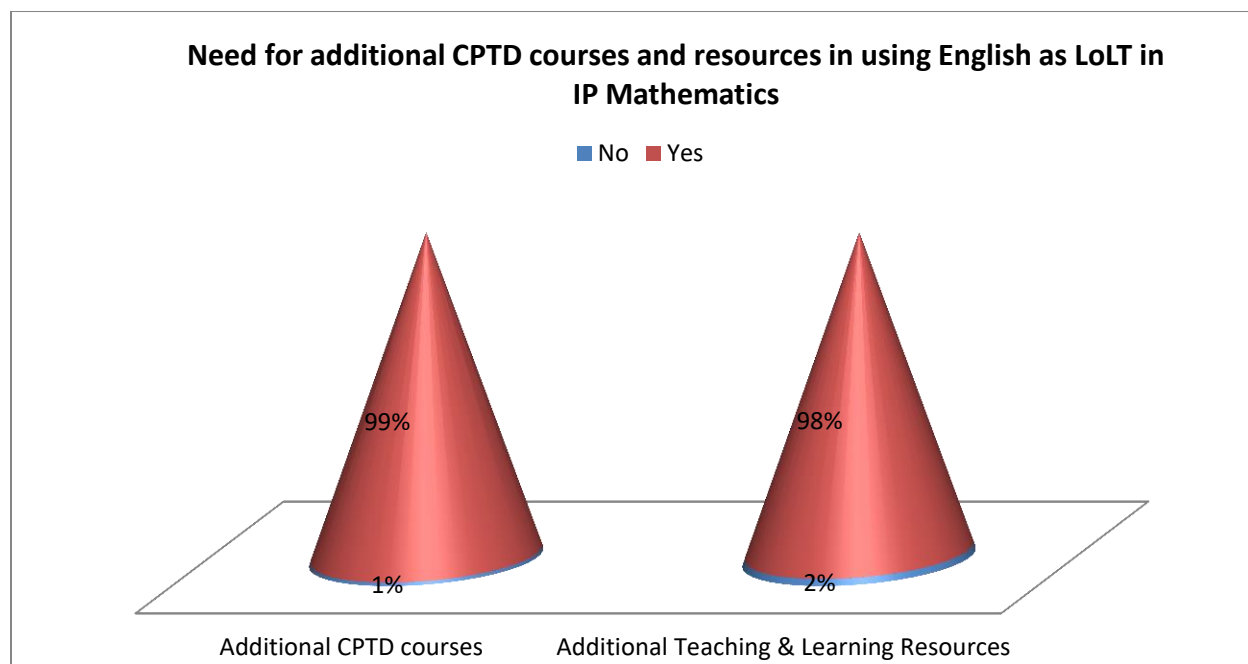 Need for additional CPTD courses and resources in using English as LoLT in
IP Mathematics
No Yes
99% 98%
1% 2%
Additional CPTD courses Additional Teaching & Learning Resources